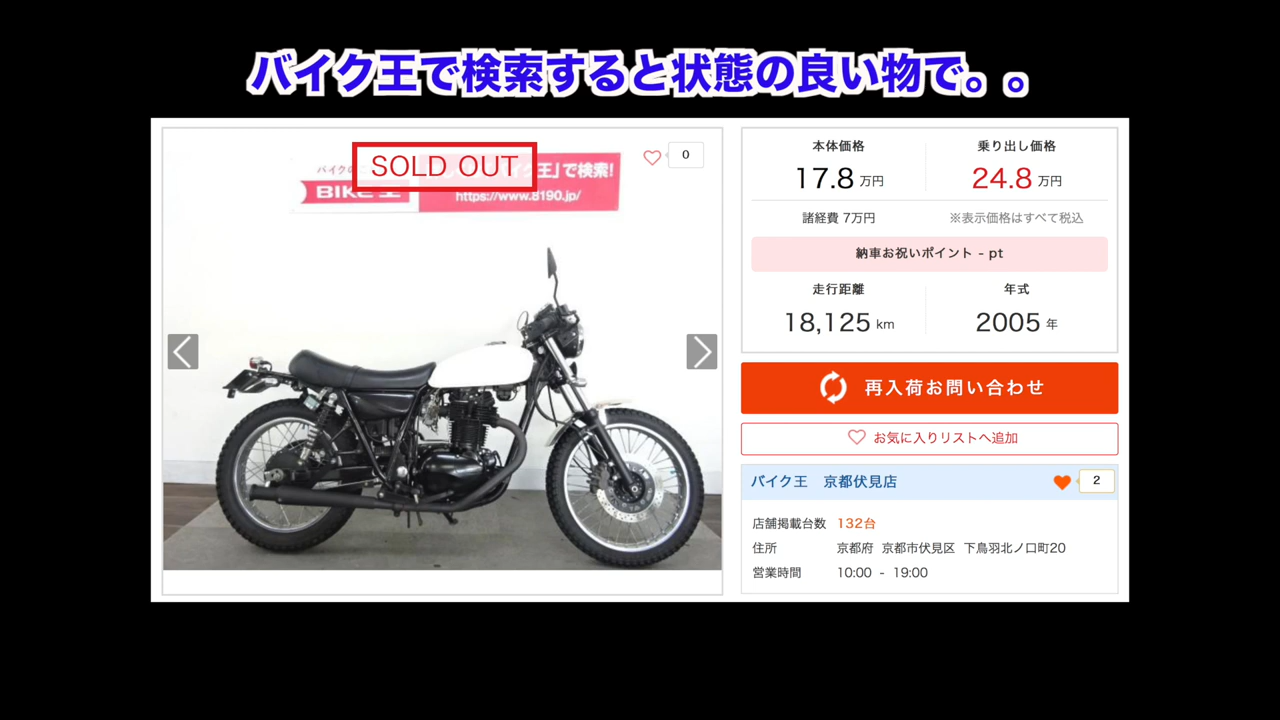 バイク王で検索すると状態の良い物で。。
SOLD OUT
0
バイクの
王」で検索!
BIKE 王
https://www.8190.jp/
本体価格
17.8 万円
乗り出し価格
24.8 万円
諸経費 7万円
※表示価格はすべて税込
納車お祝いポイント - pt
走行距離
18,125 km
年式
2005 年
再入荷お問い合わせ
お気に入りリストへ追加
バイク王 京都伏見店
2
店舗掲載台数 132台
住所 京都府 京都市伏見区 下鳥羽北ノ口町20
営業時間 10:00 - 19:00